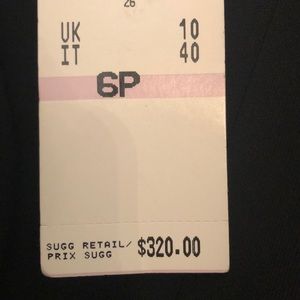 26
UK 10
IT 40
6P
SUGG RETAIL/
PRIX SUGG $320.00